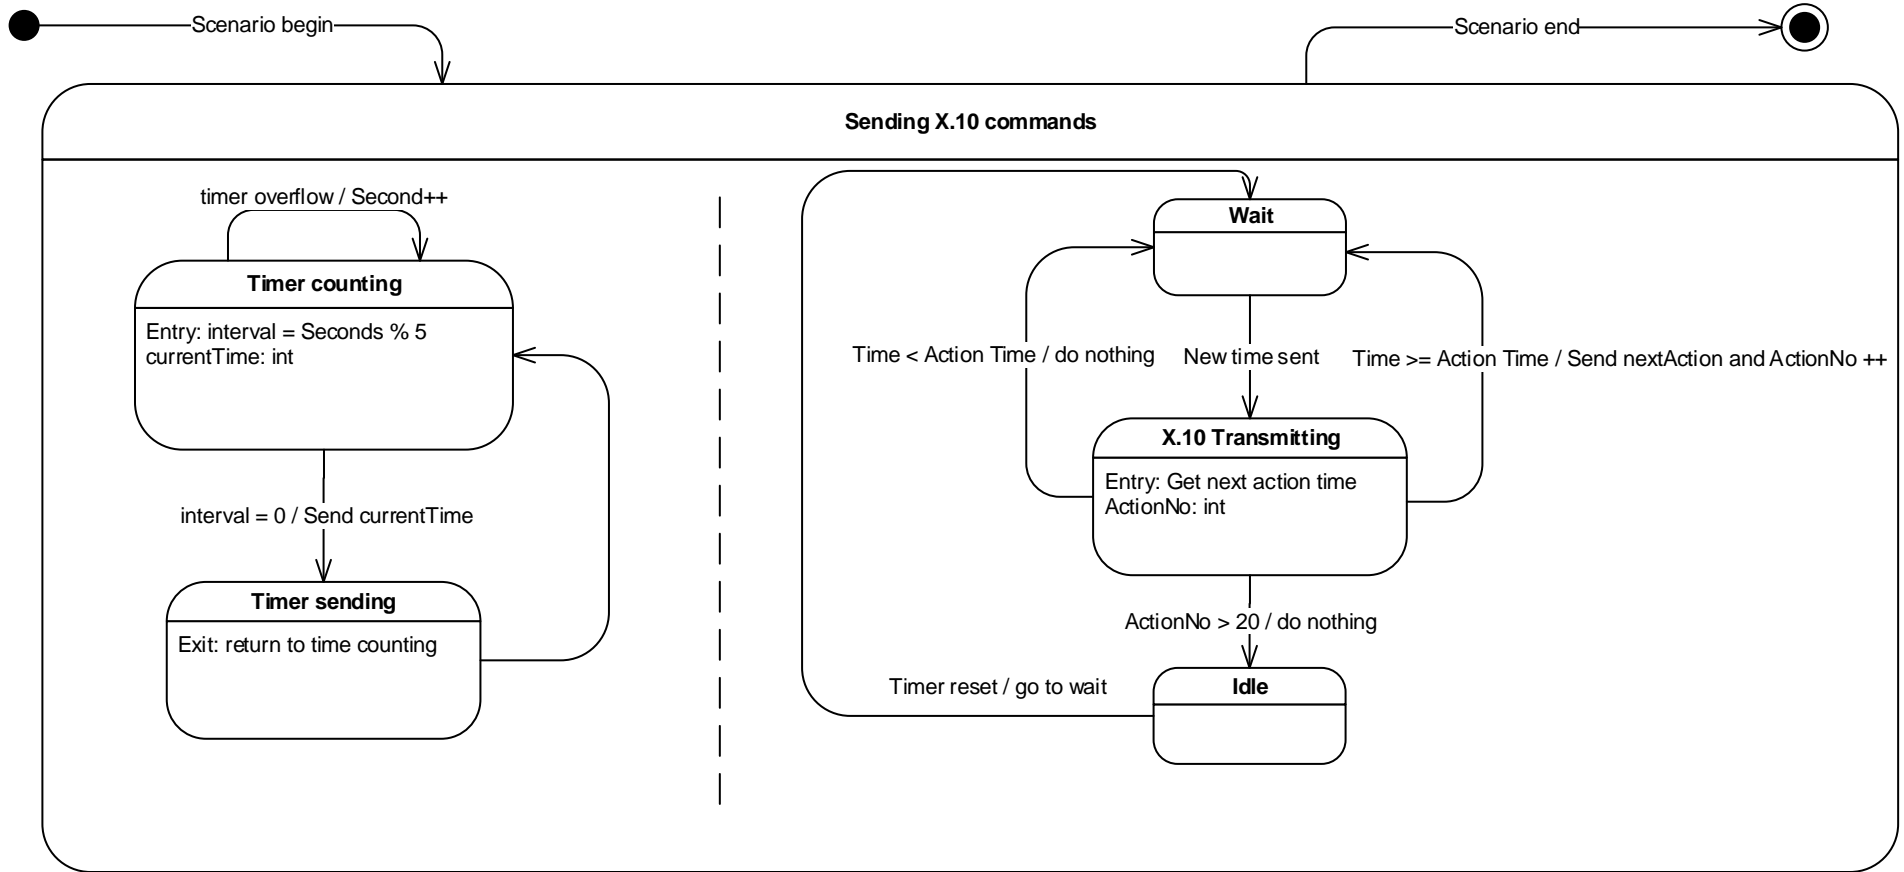 Scenario begin
Scenario end
Sending X.10 commands
timer overflow / Second++
Timer counting
Entry: interval = Seconds % 5
currentTime: int
interval = 0 / Send currentTime
Timer sending
Exit: return to time counting
Wait
Time < Action Time / do nothing
New time sent
Time >= Action Time / Send nextAction and ActionNo ++
X.10 Transmitting
Entry: Get next action time
ActionNo: int
ActionNo > 20 / do nothing
Timer reset / go to wait
Idle